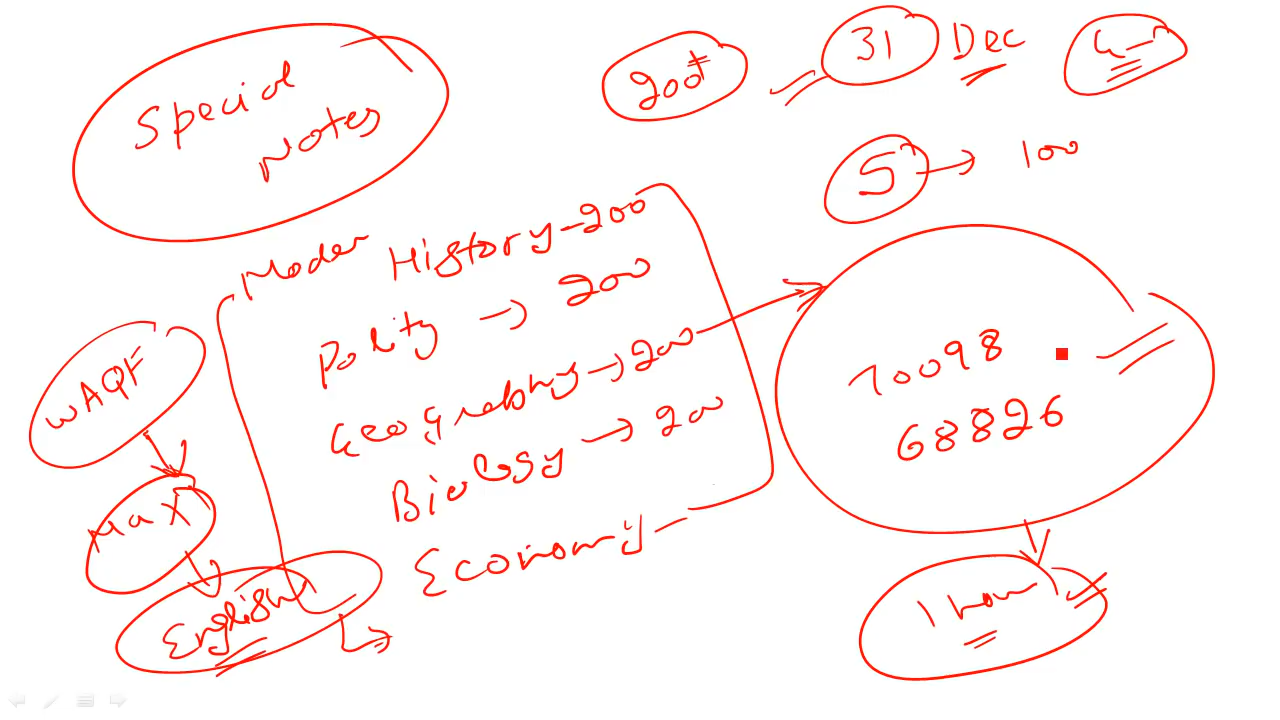 Special
Notes
200+
31 Dec
5 → 100
Moder History - 200
Polity → 200
Geography → 200
Biology → 200
Economy -
WAQF
Max
English
70098
68826
1 hour